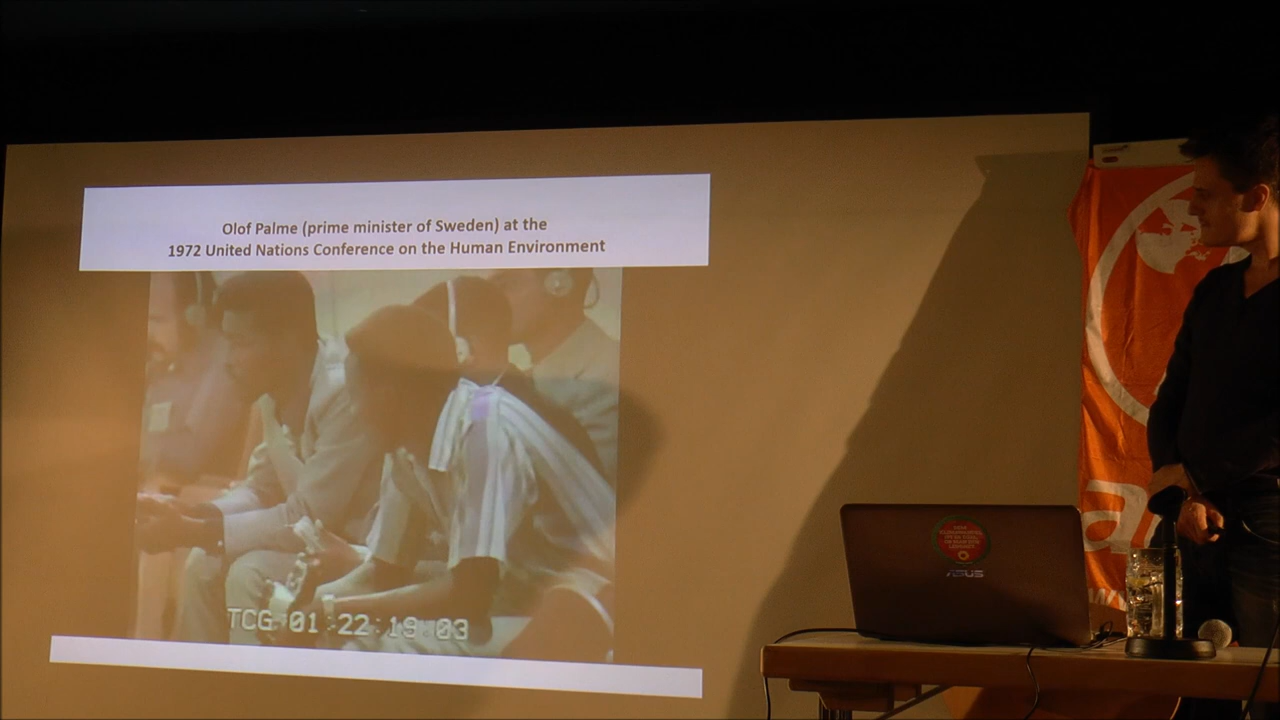 Olof Palme (prime minister of Sweden) at the
1972 United Nations Conference on the Human Environment
TCG 01:22:19:03
ASUS
a